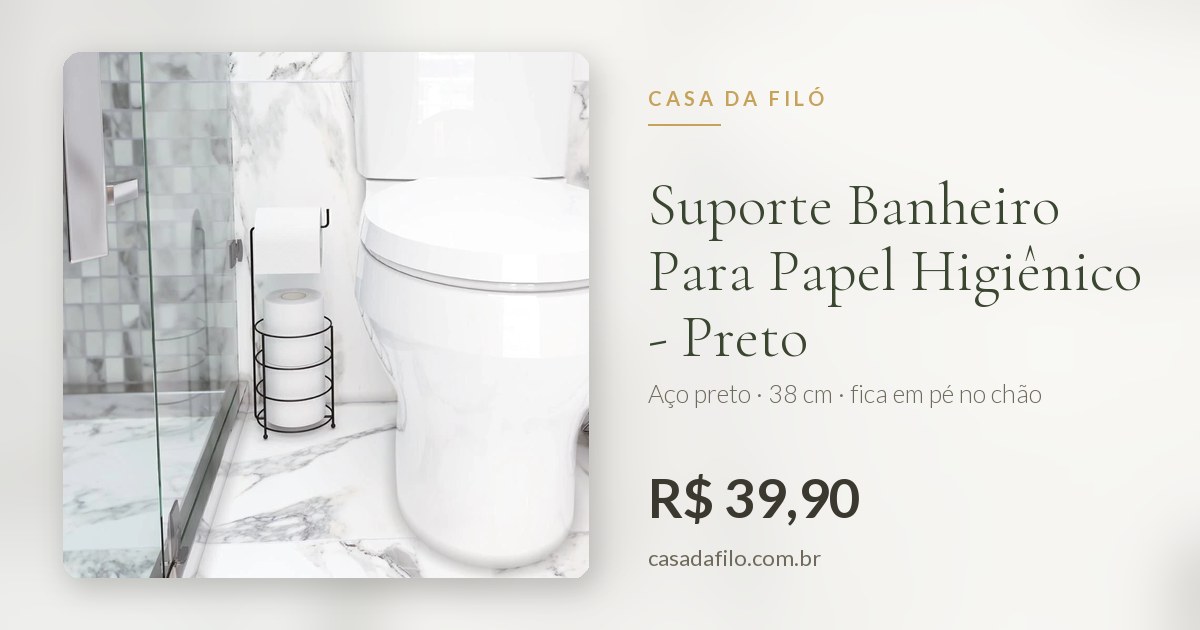 CASA DA FILÓ
Suporte Banheiro
Para Papel Higiênico
- Preto
Aço preto · 38 cm · fica em pé no chão
R$ 39,90
casadafilo.com.br